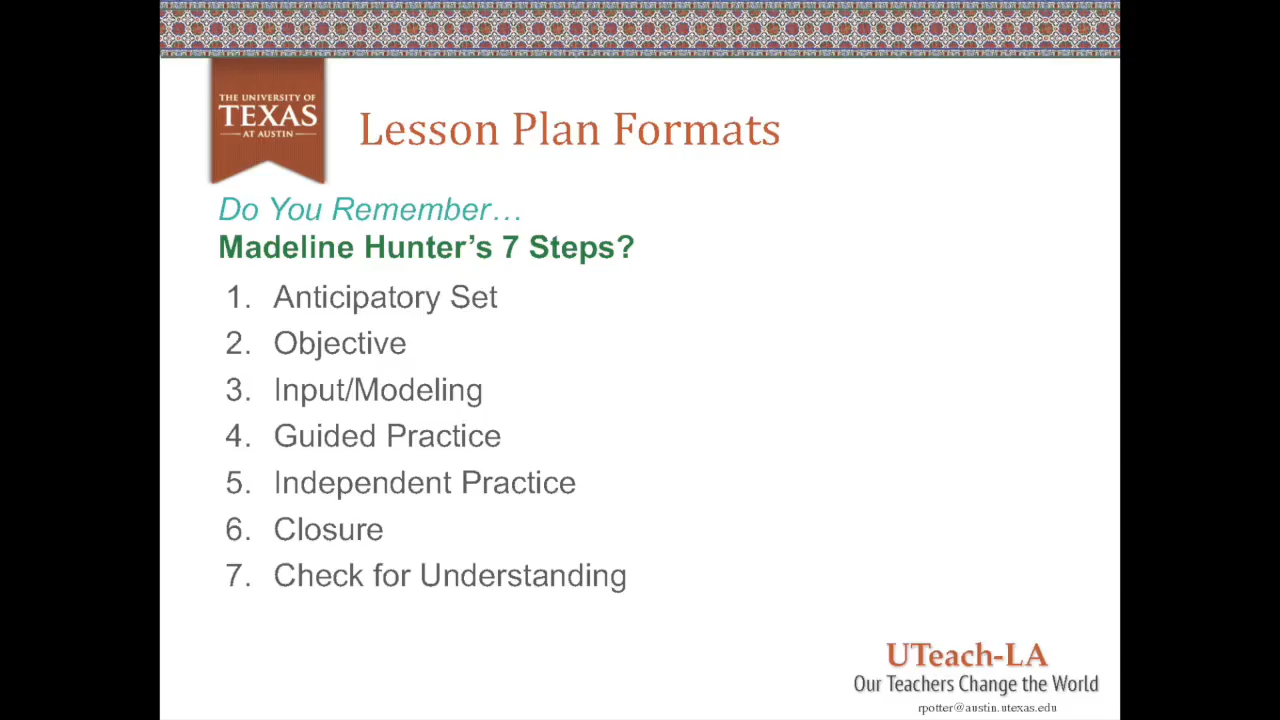 THE UNIVERSITY OF
TEXAS
AT AUSTIN
Lesson Plan Formats
Do You Remember…
Madeline Hunter’s 7 Steps?
1. Anticipatory Set
2. Objective
3. Input/Modeling
4. Guided Practice
5. Independent Practice
6. Closure
7. Check for Understanding
UTeach-LA
Our Teachers Change the World
rpotter@austin.utexas.edu